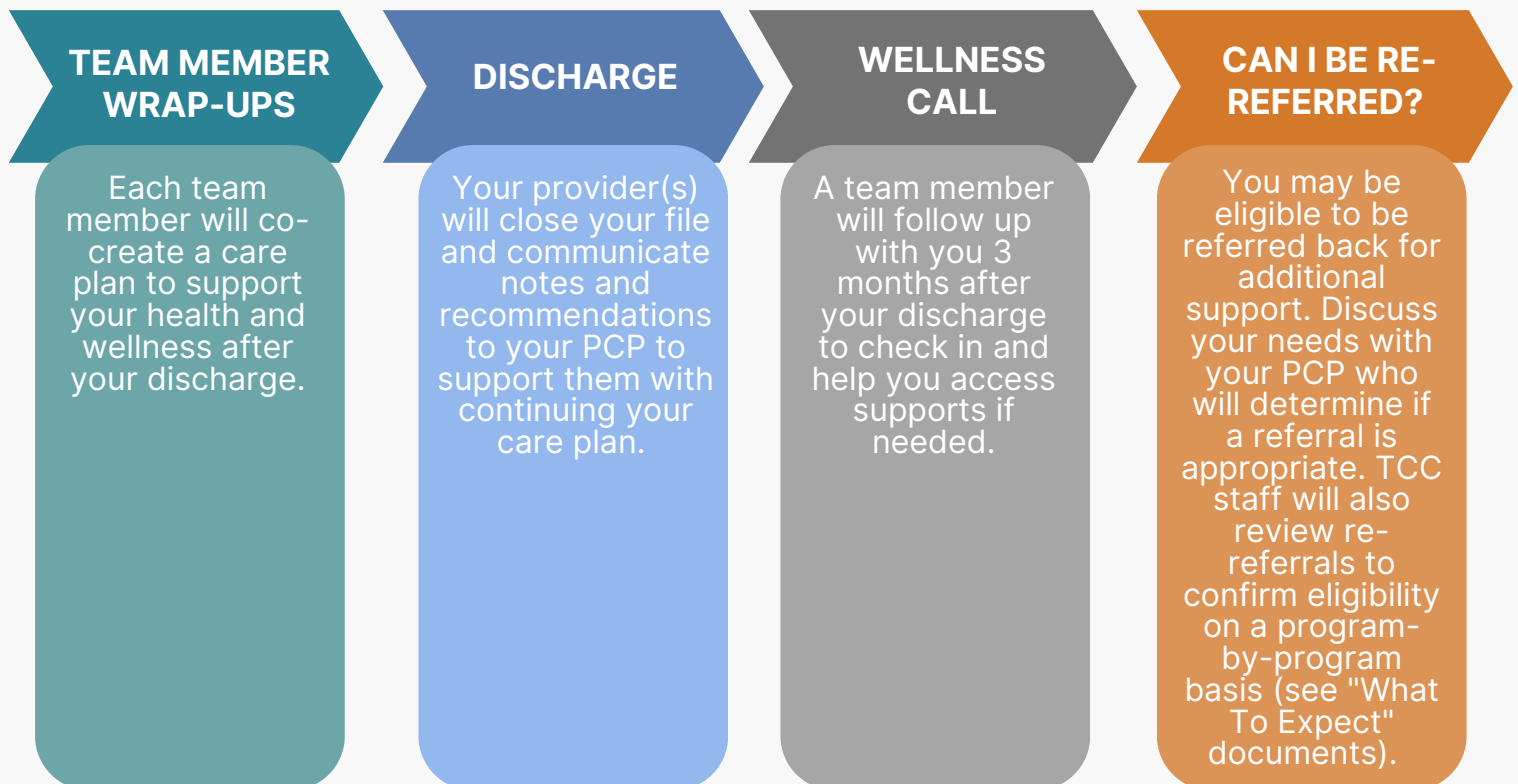 TEAM MEMBER
WRAP-UPS
Each team
member will co-
create a care
plan to support
your health and
wellness after
your discharge.
DISCHARGE
Your provider(s)
will close your file
and communicate
notes and
recommendations
to your PCP to
support them with
continuing your
care plan.
WELLNESS
CALL
A team member
will follow up
with you 3
months after
your discharge
to check in and
help you access
supports if
needed.
CAN I BE RE-
REFERRED?
You may be
eligible to be
referred back for
additional
support. Discuss
your needs with
your PCP who
will determine if
a referral is
appropriate. TCC
staff will also
review re-
referrals to
confirm eligibility
on a program-
by-program
basis (see "What
To Expect"
documents).